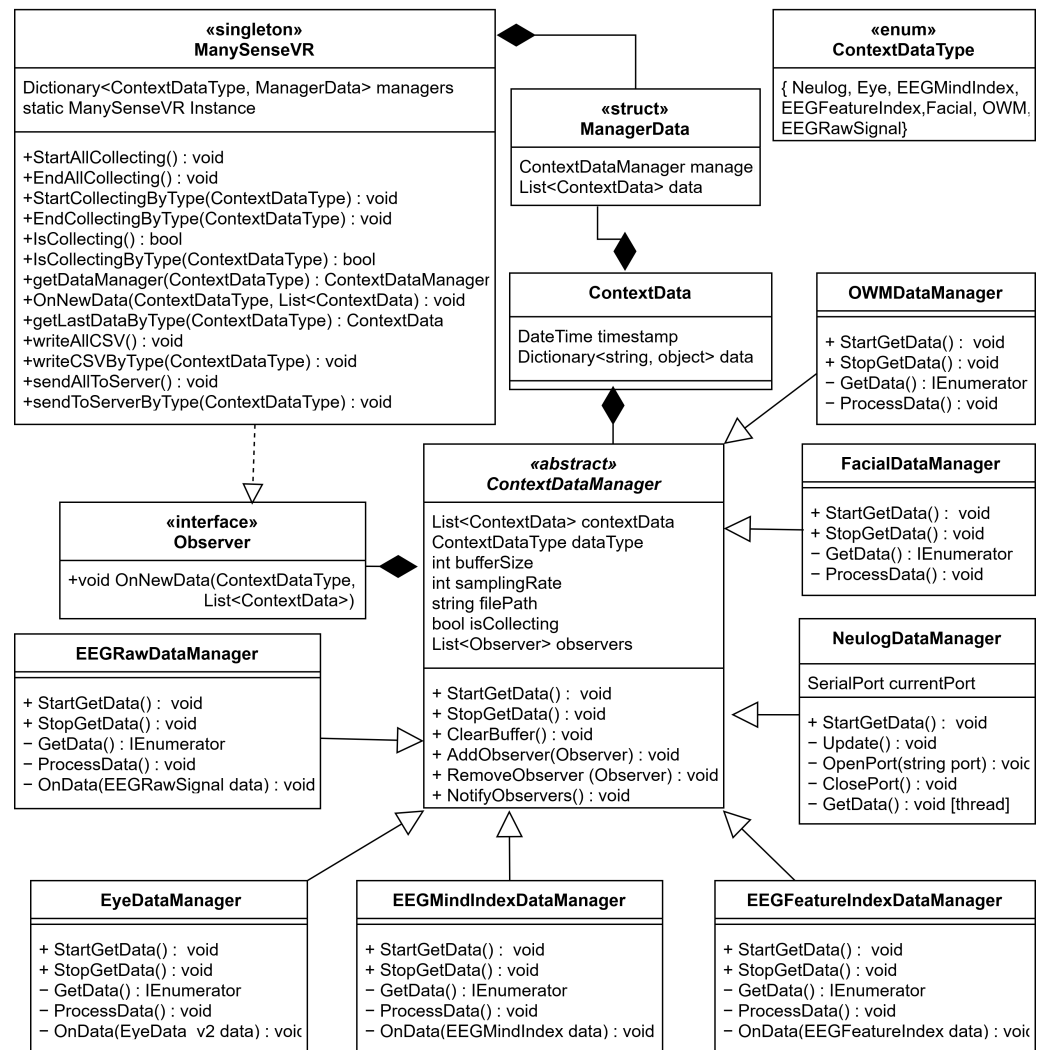 «singleton»
ManySenseVR
Dictionary<ContextDataType, ManagerData> managers
static ManySenseVR Instance
+StartAllCollecting() : void
+EndAllCollecting() : void
+StartCollectingByType(ContextDataType) : void
+EndCollectingByType(ContextDataType) : void
+IsCollecting() : bool
+IsCollectingByType(ContextDataType) : bool
+getDataManager(ContextDataType) : ContextDataManager
+OnNewData(ContextDataType, List<ContextData) : void
+getLastDataByType(ContextDataType) : ContextData
+writeAllCSV() : void
+writeCSVByType(ContextDataType) : void
+sendAllToServer() : void
+sendToServerByType(ContextDataType) : void
«struct»
ManagerData
ContextDataManager manage
List<ContextData> data
«enum»
ContextDataType
{ Neulog, Eye, EEGMindIndex,
EEGFeatureIndex,Facial, OWM,
EEGRawSignal}
ContextData
DateTime timestamp
Dictionary<string, object> data
OWMDataManager
+ StartGetData() :  void
+ StopGetData() : void
− GetData() : IEnumerator
− ProcessData() : void
«abstract»
ContextDataManager
List<ContextData> contextData
ContextDataType dataType
int bufferSize
int samplingRate
string filePath
bool isCollecting
List<Observer> observers
+ StartGetData() :  void
+ StopGetData() : void
+ ClearBuffer() : void
+ AddObserver(Observer) : void
+ RemoveObserver (Observer) : void
+ NotifyObservers() : void
FacialDataManager
+ StartGetData() :  void
+ StopGetData() : void
− GetData() : IEnumerator
− ProcessData() : void
«interface»
Observer
+void OnNewData(ContextDataType,
List<ContextData>)
EEGRawDataManager
+ StartGetData() :  void
+ StopGetData() : void
− GetData() : IEnumerator
− ProcessData() : void
− OnData(EEGRawSignal data) : void
NeulogDataManager
SerialPort currentPort
+ StartGetData() :  void
− Update() : void
− OpenPort(string port) : void
− ClosePort() : void
− GetData() : void [thread]
EyeDataManager
+ StartGetData() :  void
+ StopGetData() : void
− GetData() : IEnumerator
− ProcessData() : void
− OnData(EyeData_v2 data) : void
EEGMindIndexDataManager
+ StartGetData() :  void
+ StopGetData() : void
− GetData() : IEnumerator
− ProcessData() : void
− OnData(EEGMindIndex data) : void
EEGFeatureIndexDataManager
+ StartGetData() :  void
+ StopGetData() : void
− GetData() : IEnumerator
− ProcessData() : void
− OnData(EEGFeatureIndex data) : void